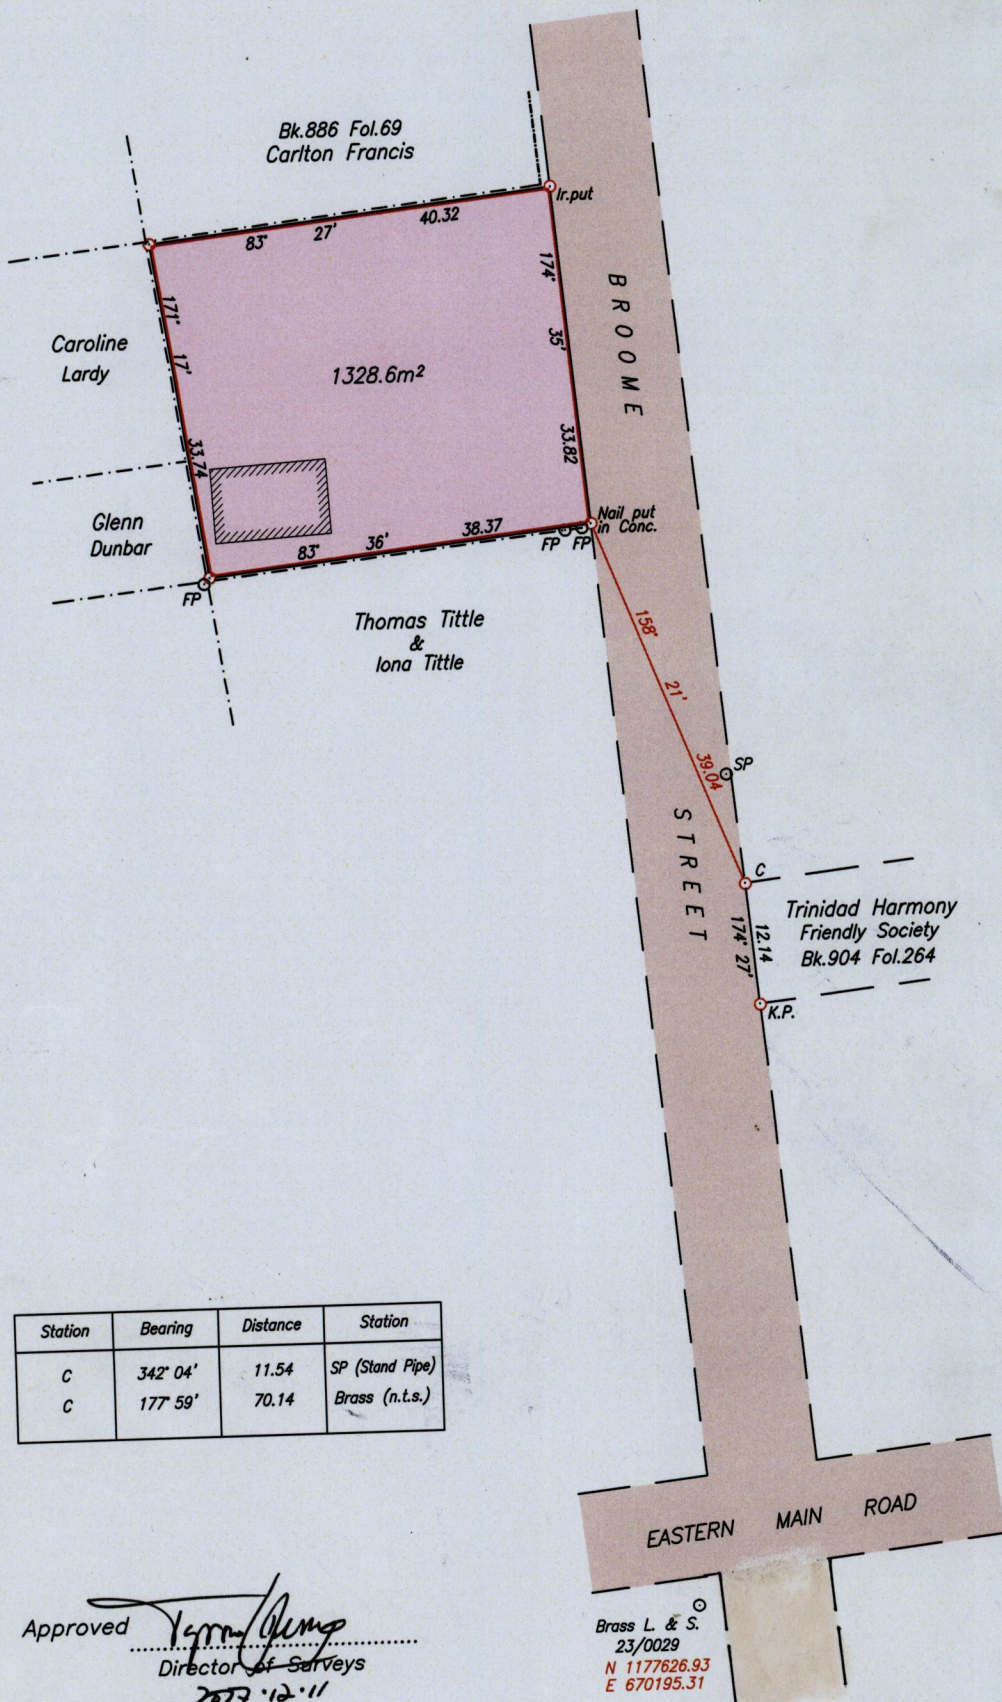 Bk.886 Fol.69
Carlton Francis
Ir.put
83° 27' 40.32
174° 35' 33.82
171° 17' 33.74
Caroline
Lardy
1328.6m²
BROOME
Glenn
Dunbar
83° 36' 38.37
Nail put
in Conc.
FP FP
FP
Thomas Tittle
&
Iona Tittle
158° 21' 39.04
SP
STREET
C
174° 27'
12.14
Trinidad Harmony
Friendly Society
Bk.904 Fol.264
K.P.
Station Bearing Distance Station
C 342° 04' 11.54 SP (Stand Pipe)
C 177° 59' 70.14 Brass (n.t.s.)
EASTERN MAIN ROAD
Approved
Director of Surveys
Brass L. & S.
23/0029
N 1177626.93
E 670195.31